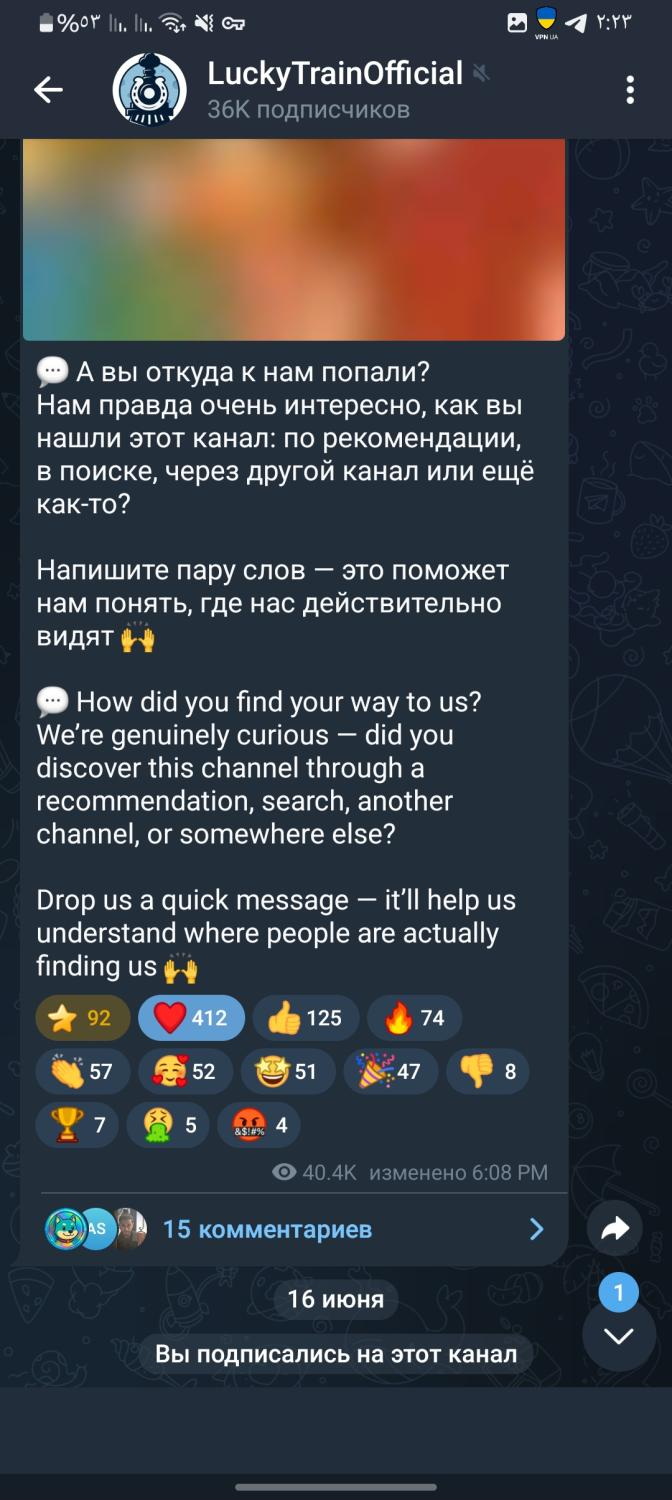 %٥٣
VPN UA
٢:٢٣
LuckyTrainOfficial
36K подписчиков
💬 А вы откуда к нам попали?
Нам правда очень интересно, как вы
нашли этот канал: по рекомендации,
в поиске, через другой канал или ещё
как-то?
Напишите пару слов — это поможет
нам понять, где нас действительно
видят 🙌
💬 How did you find your way to us?
We’re genuinely curious — did you
discover this channel through a
recommendation, search, another
channel, or somewhere else?
Drop us a quick message — it’ll help us
understand where people are actually
finding us 🙌
⭐ 92 ❤️ 412 👍 125 🔥 74
👏 57 🥰 52 🤩 51 🎉 47 👎 8
🏆 7 🤮 5 🤬 4
40.4K изменено 6:08 PM
AS 15 комментариев
16 июня
1
Вы подписались на этот канал